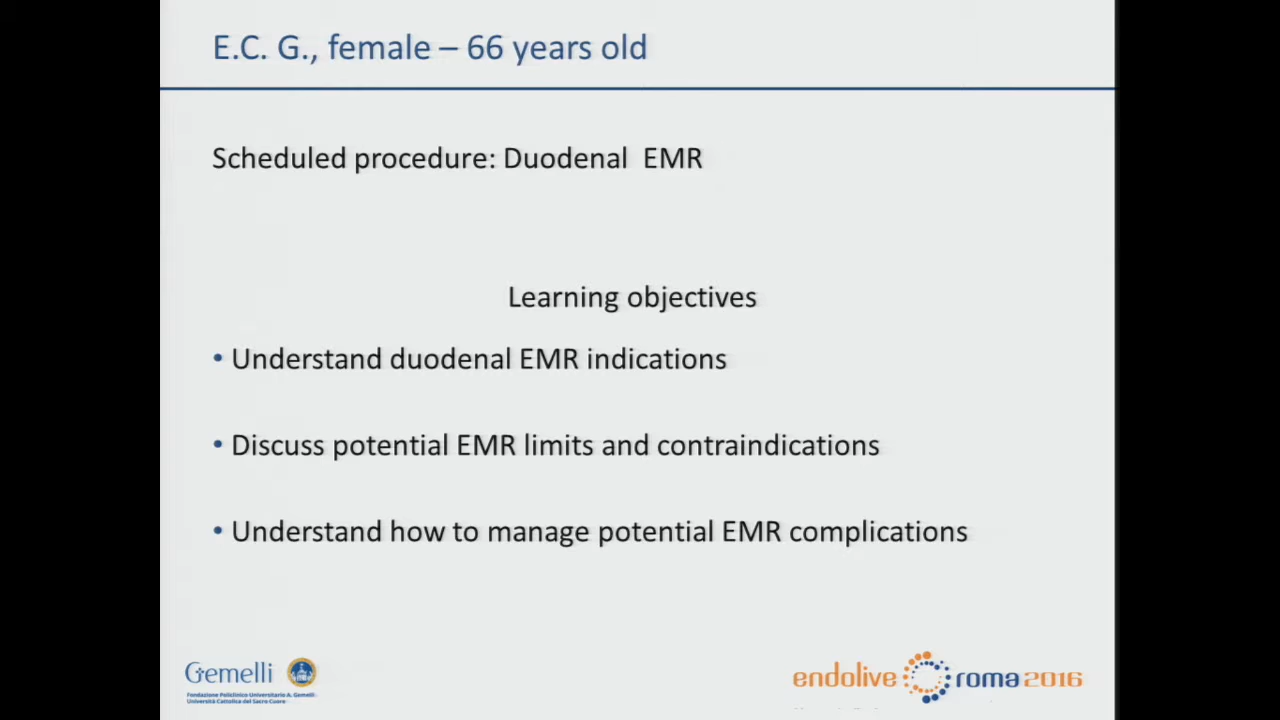 E.C. G., female – 66 years old
Scheduled procedure: Duodenal EMR
Learning objectives
• Understand duodenal EMR indications
• Discuss potential EMR limits and contraindications
• Understand how to manage potential EMR complications
Gemelli
Fondazione Policlinico Universitario A. Gemelli
Università Cattolica del Sacro Cuore
endolive roma 2016